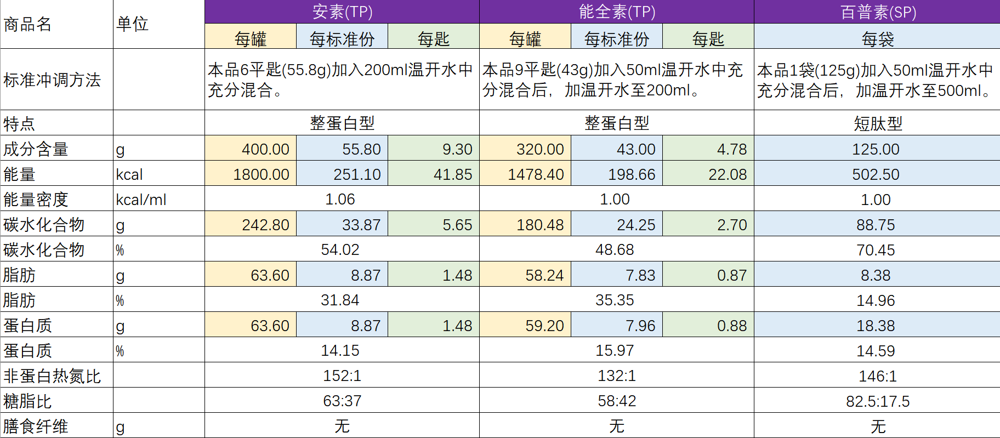 商品名 单位 安素(TP) 能全素(TP) 百普素(SP)
每罐 每标准份 每匙 每罐 每标准份 每匙 每袋
标准冲调方法 本品6平匙(55.8g)加入200ml温开水中
充分混合。 本品9平匙(43g)加入50ml温开水中充
分混合后，加温开水至200ml。 本品1袋(125g)加入50ml温开水中
充分混合后，加温开水至500ml。
特点 整蛋白型 整蛋白型 短肽型
成分含量 g 400.00 55.80 9.30 320.00 43.00 4.78 125.00
能量 kcal 1800.00 251.10 41.85 1478.40 198.66 22.08 502.50
能量密度 kcal/ml 1.06 1.00 1.00
碳水化合物 g 242.80 33.87 5.65 180.48 24.25 2.70 88.75
碳水化合物 % 54.02 48.68 70.45
脂肪 g 63.60 8.87 1.48 58.24 7.83 0.87 8.38
脂肪 % 31.84 35.35 14.96
蛋白质 g 63.60 8.87 1.48 59.20 7.96 0.88 18.38
蛋白质 % 14.15 15.97 14.59
非蛋白热氮比 152:1 132:1 146:1
糖脂比 63:37 58:42 82.5:17.5
膳食纤维 g 无 无 无